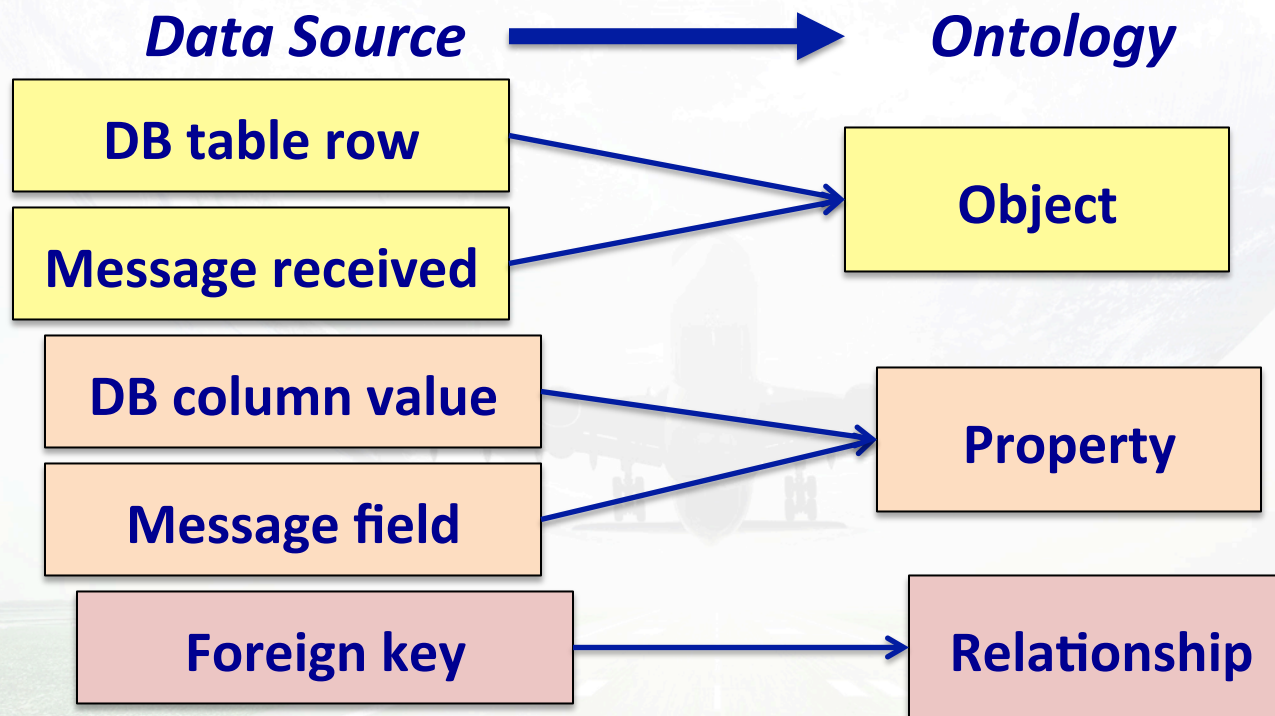 Data Source
Ontology
DB table row
Message received
Object
DB column value
Message field
Property
Foreign key
Relationship